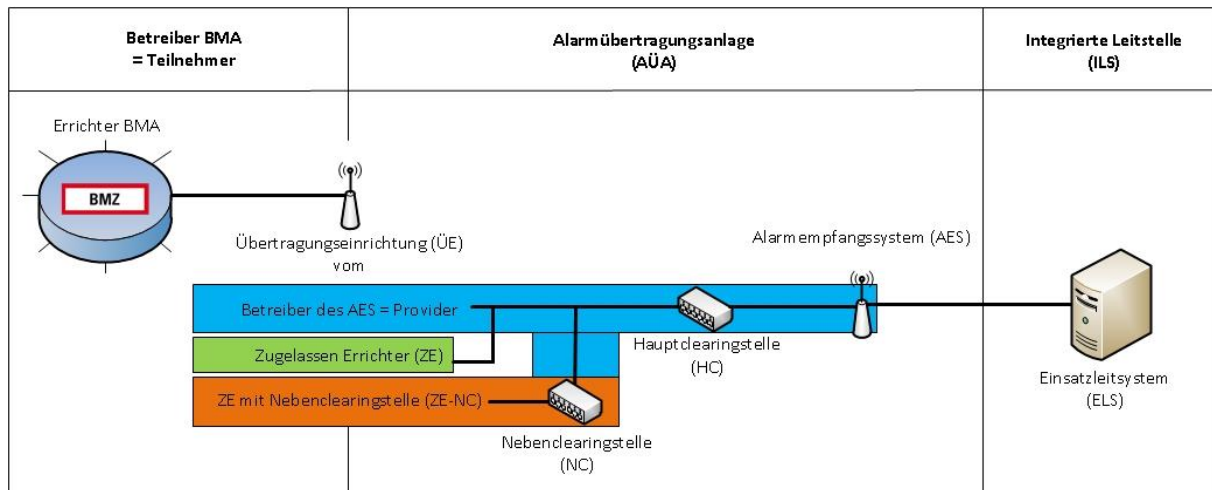 Betreiber BMA
= Teilnehmer
Alarmübertragungsanlage
(AÜA)
Integrierte Leitstelle
(ILS)
Errichter BMA
BMZ
Übertragungseinrichtung (ÜE)
vom
Alarmempfangssystem (AES)
Betreiber des AES = Provider
Hauptclearingstelle
(HC)
Zugelassen Errichter (ZE)
ZE mit Nebenclearingstelle (ZE-NC)
Nebenclearingstelle
(NC)
Einsatzleitsystem
(ELS)